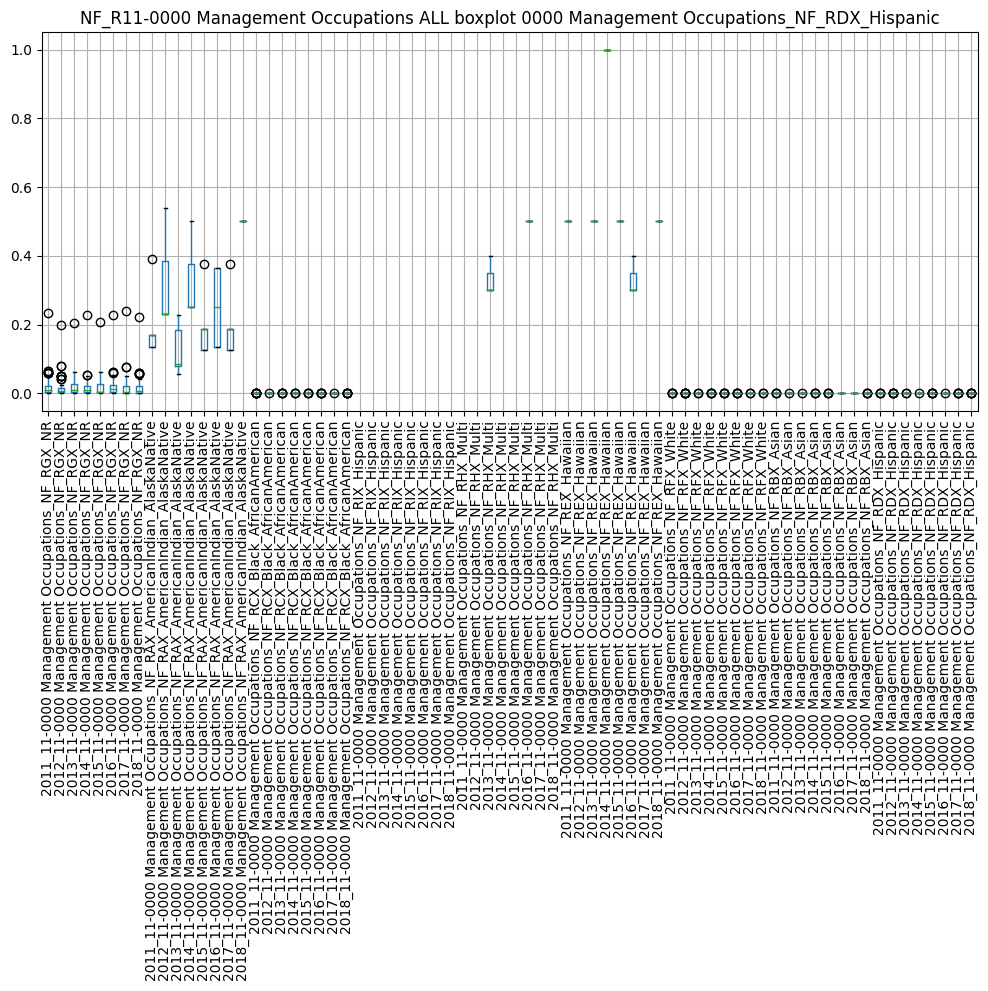 NF_R11-0000 Management Occupations ALL boxplot 0000 Management Occupations_NF_RDX_Hispanic
1.0
0.8
0.6
0.4
0.2
0.0
2011_11-0000 Management Occupations_NF_RGX_NR
2012_11-0000 Management Occupations_NF_RGX_NR
2013_11-0000 Management Occupations_NF_RGX_NR
2014_11-0000 Management Occupations_NF_RGX_NR
2015_11-0000 Management Occupations_NF_RGX_NR
2016_11-0000 Management Occupations_NF_RGX_NR
2017_11-0000 Management Occupations_NF_RGX_NR
2018_11-0000 Management Occupations_NF_RGX_NR
2011_11-0000 Management Occupations_NF_RAX_AmericanIndian_AlaskaNative
2012_11-0000 Management Occupations_NF_RAX_AmericanIndian_AlaskaNative
2013_11-0000 Management Occupations_NF_RAX_AmericanIndian_AlaskaNative
2014_11-0000 Management Occupations_NF_RAX_AmericanIndian_AlaskaNative
2015_11-0000 Management Occupations_NF_RAX_AmericanIndian_AlaskaNative
2016_11-0000 Management Occupations_NF_RAX_AmericanIndian_AlaskaNative
2017_11-0000 Management Occupations_NF_RAX_AmericanIndian_AlaskaNative
2018_11-0000 Management Occupations_NF_RAX_AmericanIndian_AlaskaNative
2011_11-0000 Management Occupations_NF_RCX_Black_AfricanAmerican
2012_11-0000 Management Occupations_NF_RCX_Black_AfricanAmerican
2013_11-0000 Management Occupations_NF_RCX_Black_AfricanAmerican
2014_11-0000 Management Occupations_NF_RCX_Black_AfricanAmerican
2015_11-0000 Management Occupations_NF_RCX_Black_AfricanAmerican
2016_11-0000 Management Occupations_NF_RCX_Black_AfricanAmerican
2017_11-0000 Management Occupations_NF_RCX_Black_AfricanAmerican
2018_11-0000 Management Occupations_NF_RCX_Black_AfricanAmerican
2011_11-0000 Management Occupations_NF_RIX_Hispanic
2012_11-0000 Management Occupations_NF_RIX_Hispanic
2013_11-0000 Management Occupations_NF_RIX_Hispanic
2014_11-0000 Management Occupations_NF_RIX_Hispanic
2015_11-0000 Management Occupations_NF_RIX_Hispanic
2016_11-0000 Management Occupations_NF_RIX_Hispanic
2017_11-0000 Management Occupations_NF_RIX_Hispanic
2018_11-0000 Management Occupations_NF_RIX_Hispanic
2011_11-0000 Management Occupations_NF_RHX_Multi
2012_11-0000 Management Occupations_NF_RHX_Multi
2013_11-0000 Management Occupations_NF_RHX_Multi
2014_11-0000 Management Occupations_NF_RHX_Multi
2015_11-0000 Management Occupations_NF_RHX_Multi
2016_11-0000 Management Occupations_NF_RHX_Multi
2017_11-0000 Management Occupations_NF_RHX_Multi
2018_11-0000 Management Occupations_NF_RHX_Multi
2011_11-0000 Management Occupations_NF_REX_Hawaiian
2012_11-0000 Management Occupations_NF_REX_Hawaiian
2013_11-0000 Management Occupations_NF_REX_Hawaiian
2014_11-0000 Management Occupations_NF_REX_Hawaiian
2015_11-0000 Management Occupations_NF_REX_Hawaiian
2016_11-0000 Management Occupations_NF_REX_Hawaiian
2017_11-0000 Management Occupations_NF_REX_Hawaiian
2018_11-0000 Management Occupations_NF_REX_Hawaiian
2011_11-0000 Management Occupations_NF_RFX_White
2012_11-0000 Management Occupations_NF_RFX_White
2013_11-0000 Management Occupations_NF_RFX_White
2014_11-0000 Management Occupations_NF_RFX_White
2015_11-0000 Management Occupations_NF_RFX_White
2016_11-0000 Management Occupations_NF_RFX_White
2017_11-0000 Management Occupations_NF_RFX_White
2018_11-0000 Management Occupations_NF_RFX_White
2011_11-0000 Management Occupations_NF_RBX_Asian
2012_11-0000 Management Occupations_NF_RBX_Asian
2013_11-0000 Management Occupations_NF_RBX_Asian
2014_11-0000 Management Occupations_NF_RBX_Asian
2015_11-0000 Management Occupations_NF_RBX_Asian
2016_11-0000 Management Occupations_NF_RBX_Asian
2017_11-0000 Management Occupations_NF_RBX_Asian
2018_11-0000 Management Occupations_NF_RBX_Asian
2011_11-0000 Management Occupations_NF_RDX_Hispanic
2012_11-0000 Management Occupations_NF_RDX_Hispanic
2013_11-0000 Management Occupations_NF_RDX_Hispanic
2014_11-0000 Management Occupations_NF_RDX_Hispanic
2015_11-0000 Management Occupations_NF_RDX_Hispanic
2016_11-0000 Management Occupations_NF_RDX_Hispanic
2017_11-0000 Management Occupations_NF_RDX_Hispanic
2018_11-0000 Management Occupations_NF_RDX_Hispanic